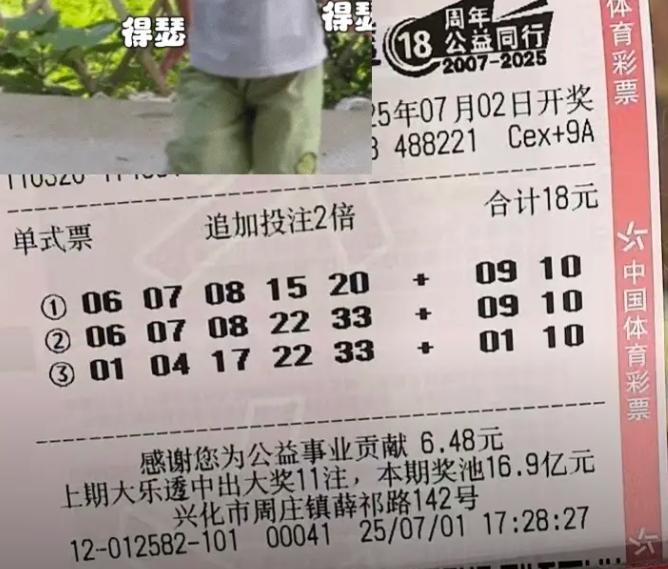 得瑟
得瑟
18
周年
公益同行
2007-2025
25年07月02日开奖
488221 Cex+9A
单式票 追加投注2倍 合计18元
① 06 07 08 15 20 + 09 10
② 06 07 08 22 33 + 09 10
③ 01 04 17 22 33 + 01 10
感谢您为公益事业贡献 6.48元
上期大乐透中出大奖11注，本期奖池16.9亿元
兴化市周庄镇薛祁路142号
12-012582-101 00041 25/07/01 17:28:27
体育彩票
中国体育彩票